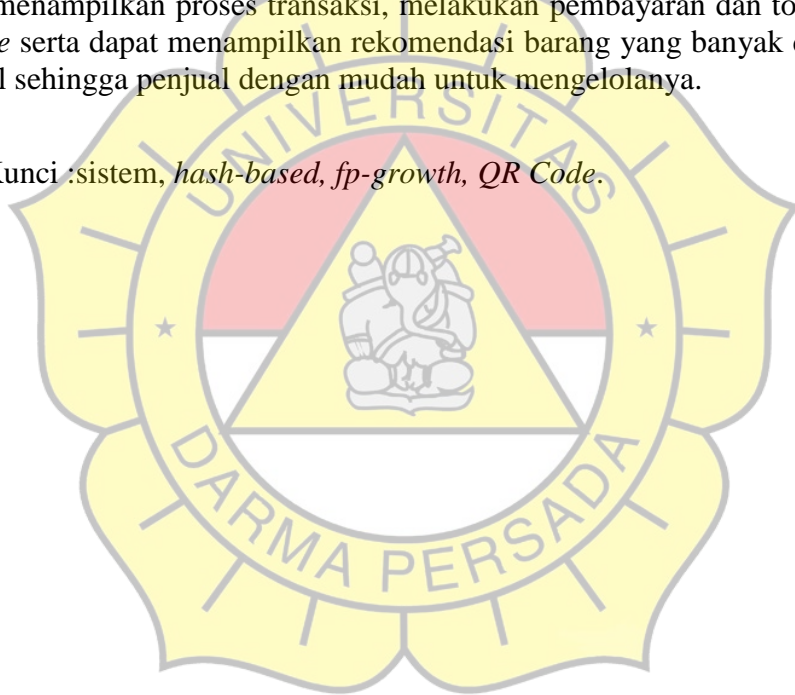 menampilkan proses transaksi, melakukan pembayaran dan
e serta dapat menampilkan rekomendasi barang yang banyak
l sehingga penjual dengan mudah untuk mengelolanya.
Kunci :sistem, hash-based, fp-growth, QR Code.
UNIVERSITAS
DARMA PERSADA